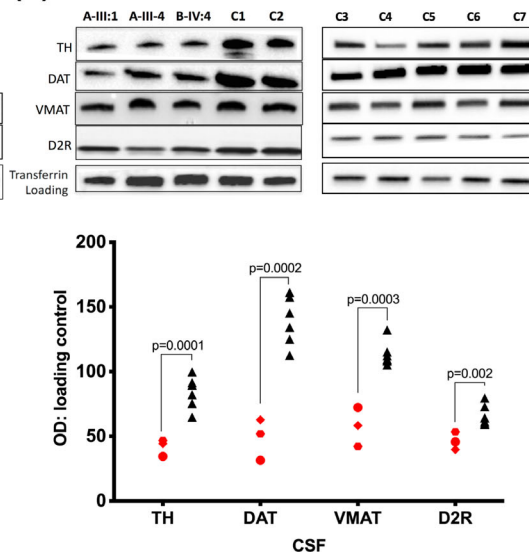 A-III:1 A-III-4 B-IV:4 C1 C2 C3 C4 C5 C6 C7
TH
DAT
VMAT
D2R
Transferrin
Loading
200
150
100
50
0
OD: loading control
p=0.0001
p=0.0002
p=0.0003
p=0.002
TH DAT VMAT D2R
CSF